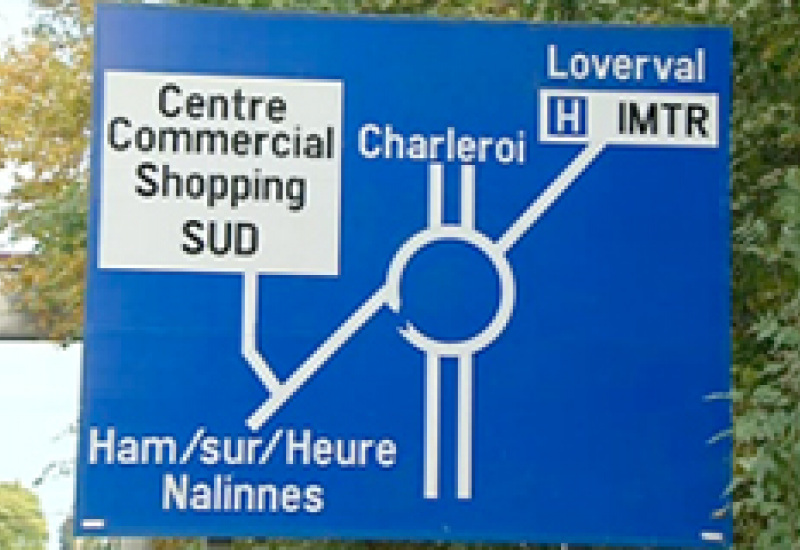 Loverval
H IMTR
Centre
Commercial
Shopping
SUD
Charleroi
Ham/sur/Heure
Nalinnes